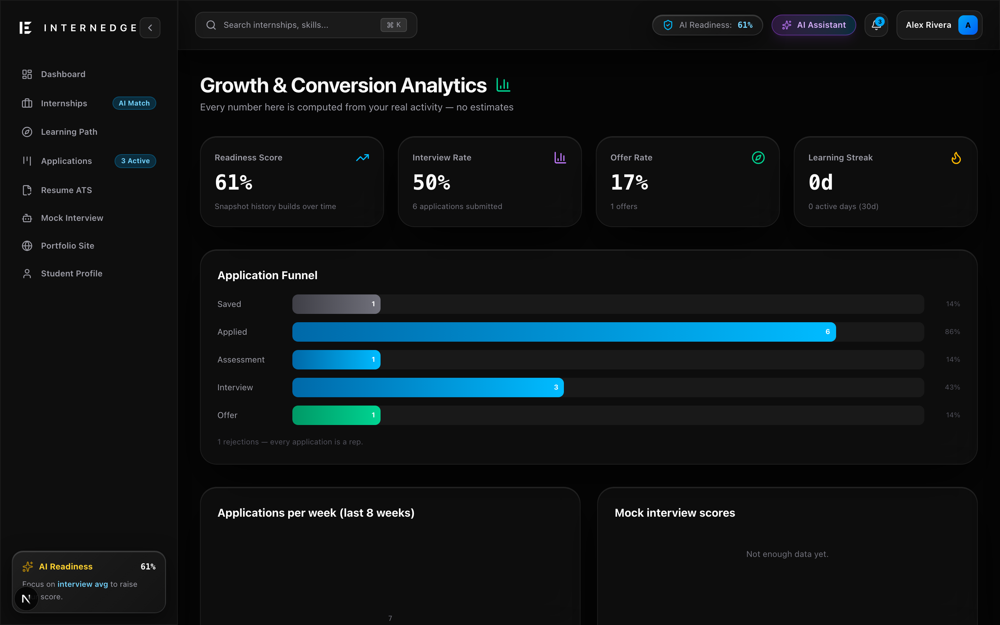 INTERNEDGE
Search internships, skills...
⌘ K
AI Readiness: 61%
AI Assistant
3
Alex Rivera
A
Dashboard
Internships
AI Match
Learning Path
Applications
3 Active
Resume ATS
Mock Interview
Portfolio Site
Student Profile
AI Readiness
61%
Focus on interview avg to raise
score.
N
Growth & Conversion Analytics
Every number here is computed from your real activity — no estimates
Readiness Score
61%
Snapshot history builds over time
Interview Rate
50%
6 applications submitted
Offer Rate
17%
1 offers
Learning Streak
0d
0 active days (30d)
Application Funnel
Saved
1
14%
Applied
6
86%
Assessment
1
14%
Interview
3
43%
Offer
1
14%
1 rejections — every application is a rep.
Applications per week (last 8 weeks)
7
Mock interview scores
Not enough data yet.